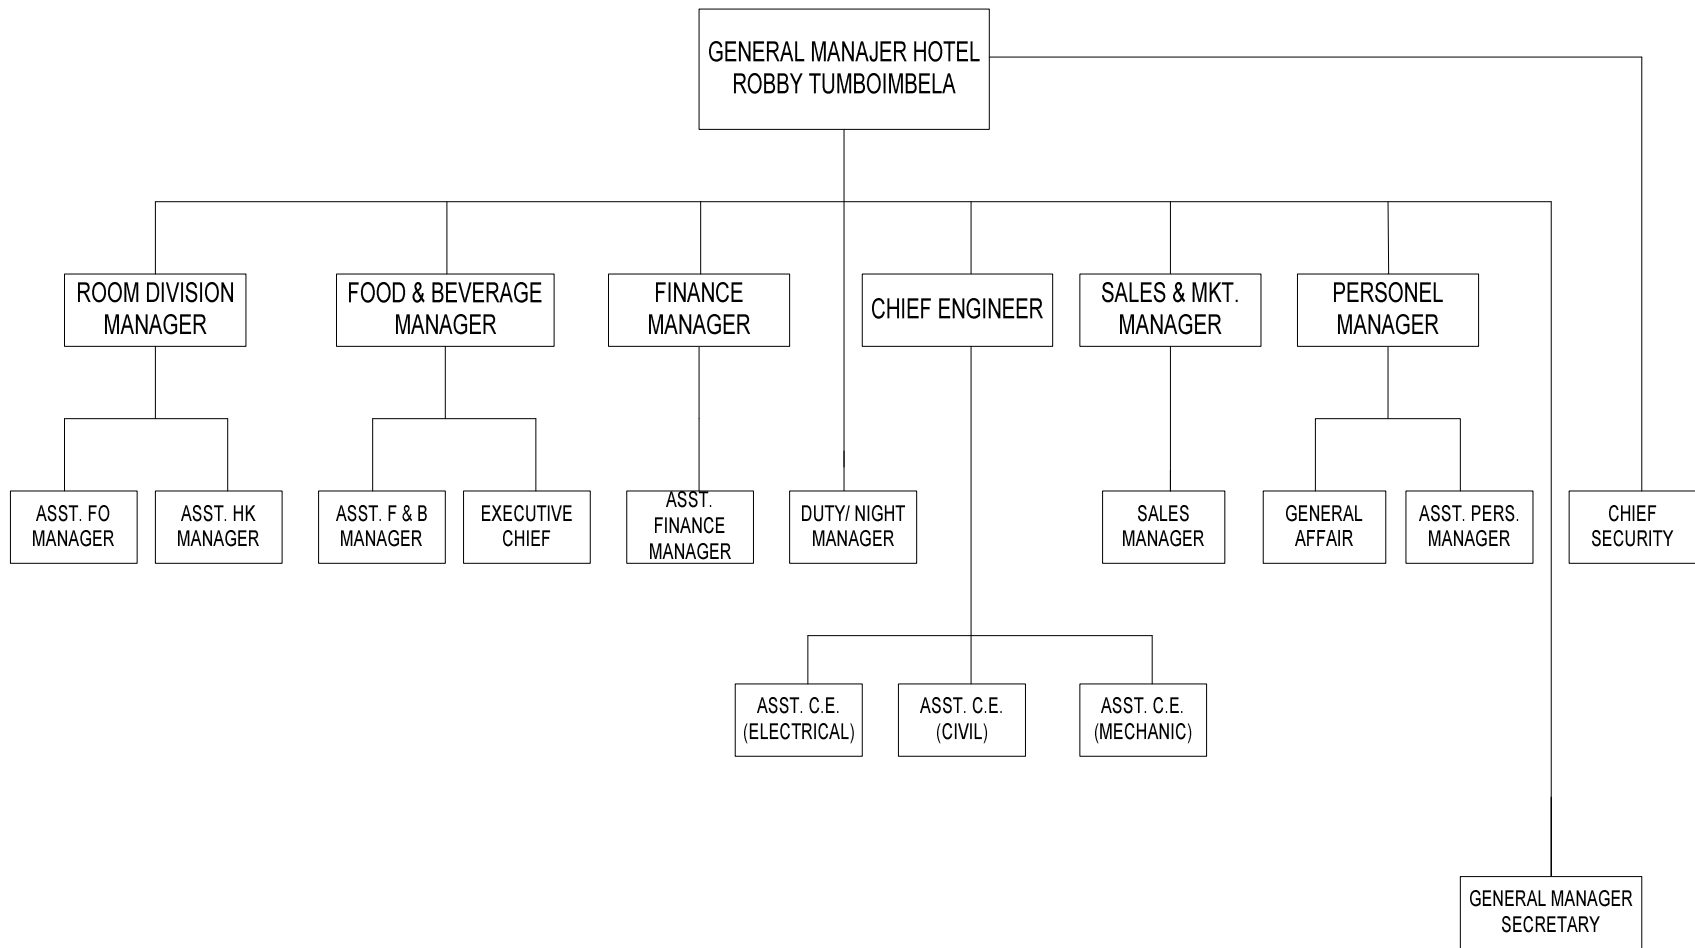 GENERAL MANAJER HOTEL
ROBBY TUMBOIMBELA
ROOM DIVISION
MANAGER
FOOD & BEVERAGE
MANAGER
FINANCE
MANAGER
CHIEF ENGINEER
SALES & MKT.
MANAGER
PERSONEL
MANAGER
ASST. FO
MANAGER
ASST. HK
MANAGER
ASST. F & B
MANAGER
EXECUTIVE
CHIEF
ASST.
FINANCE
MANAGER
DUTY/ NIGHT
MANAGER
SALES
MANAGER
GENERAL
AFFAIR
ASST. PERS.
MANAGER
CHIEF
SECURITY
ASST. C.E.
(ELECTRICAL)
ASST. C.E.
(CIVIL)
ASST. C.E.
(MECHANIC)
GENERAL MANAGER
SECRETARY